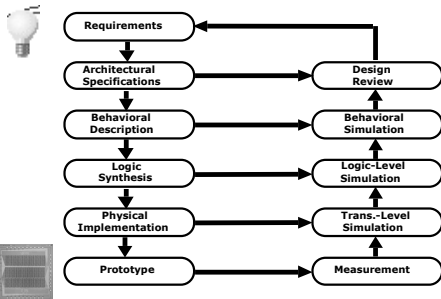 Requirements
Architectural
Specifications
Design
Review
Behavioral
Description
Behavioral
Simulation
Logic
Synthesis
Logic-Level
Simulation
Physical
Implementation
Trans.-Level
Simulation
Prototype
Measurement